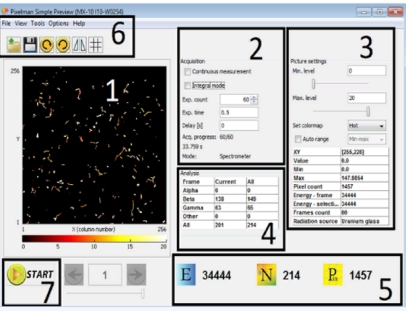 Pixelman Simple Preview (MX-10 I10-W0254)
File View Tools Options Help
6
256
1
Y
1
1
X (column number)
256
0
5
10
15
20
2
Acquisition
Continuous measurement
Integral mode
Exp. count
60
Exp. time
0.5
Delay [s]
0
Acq. progress: 60/60
33.799 s
Mode:
Spectrometer
3
Picture settings
Min. level
0
Max. level
20
Set colormap
Hot
Auto range
Min-max
XY [255,228]
Value 0.0
Min 0.0
Max 147.8854
Pixel count 1457
Energy - frame 34444
Energy - selecti... 34444
Frames count 60
Radiation source Uranium glass
Analysis
Frame Current All
Alpha 0 0
Beta 138 149
Gamma 63 65
Other 0 0
All 201 214
4
START
1
7
E 34444
N 214
1457
5